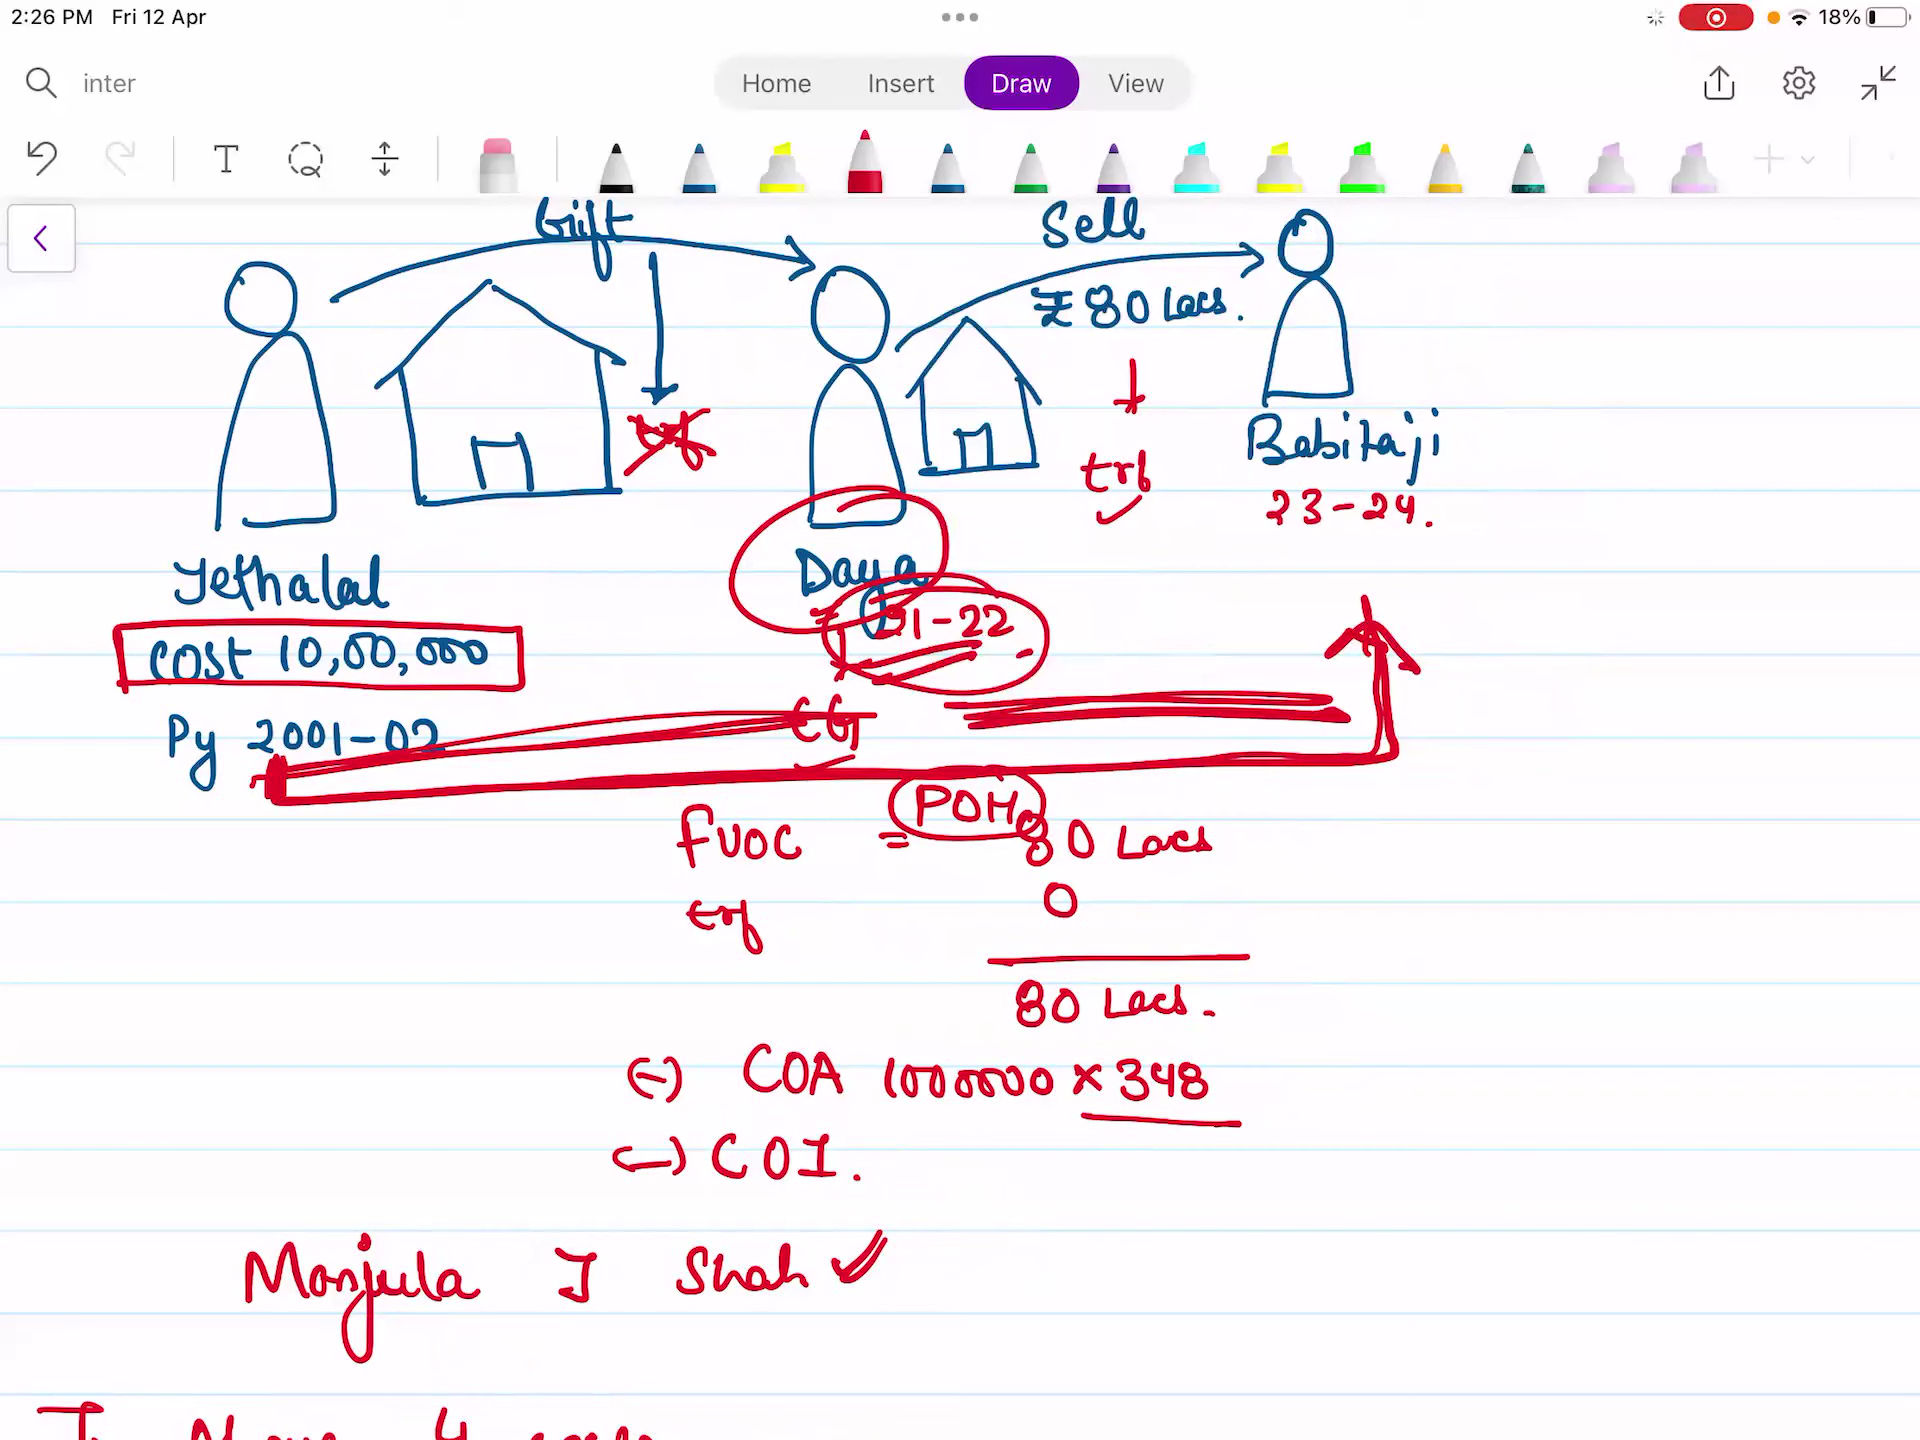 2:26 PM Fri 12 Apr
18%
inter
Home Insert Draw View
T
Gift
Sell
₹80 Lacs.
trf
trf
Babitaji
23-24.
Jethalal
Daya
21-22
COST 10,00,000
Py 2001-02
CG
POH
FVOC = 80 Lacs
trf 0
80 Lacs.
(-) COA 1000000 × 348
(-) COI.
Manjula J Shah